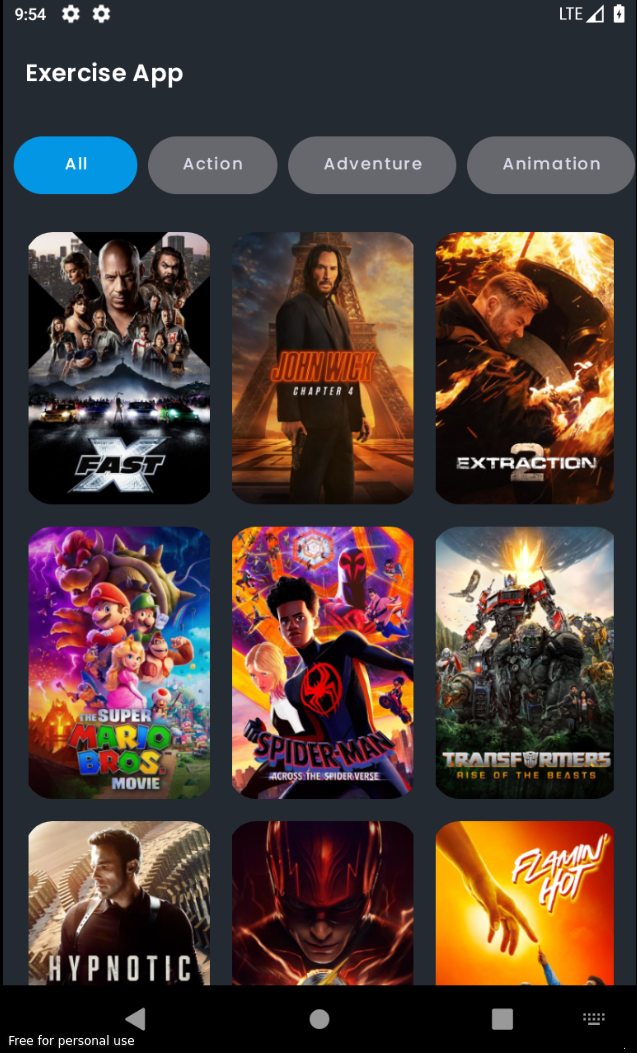 9:54
LTE
Exercise App
All
Action
Adventure
Animation
FAST
X
JOHN WICK
CHAPTER 4
EXTRACTION
2
THE SUPER
MARIO
BROS.
MOVIE
SPIDER-MAN
ACROSS THE SPIDER-VERSE
TRANSFORMERS
RISE OF THE BEASTS
HYPNOTIC
FLAMIN'
HOT
Free for personal use